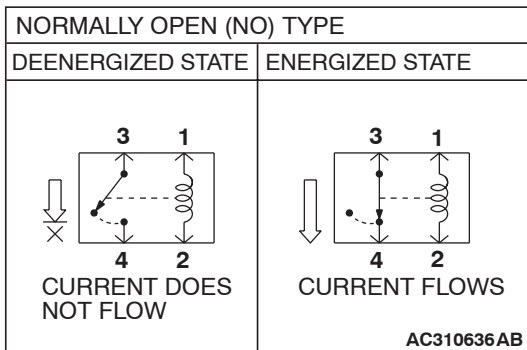 NORMALLY OPEN (NO) TYPE
DEENERGIZED STATE
ENERGIZED STATE
3 1
4 2
CURRENT DOES
NOT FLOW
3 1
4 2
CURRENT FLOWS
AC310636AB